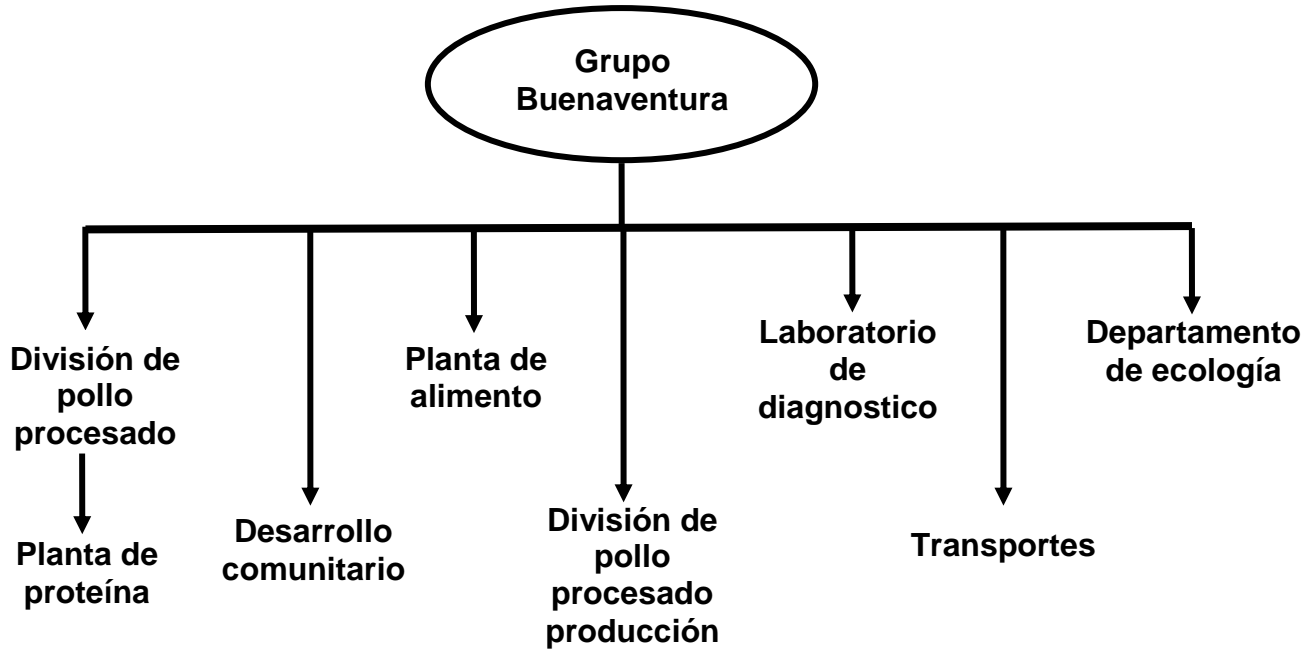 Grupo
Buenaventura
División de
pollo
procesado
Planta de
proteína
Desarrollo
comunitario
Planta de
alimento
División de
pollo
procesado
producción
Laboratorio
de
diagnostico
Transportes
Departamento
de ecología